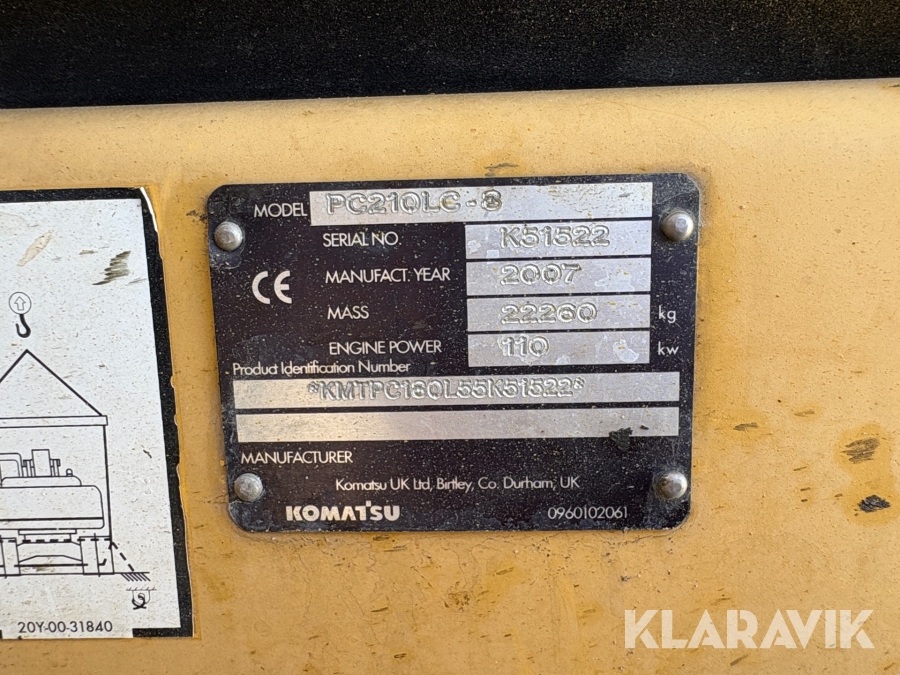 MODEL PC210LC-8
SERIAL NO. K51522
MANUFACT. YEAR 2007
CE
MASS 22260 kg
ENGINE POWER 110 kw
Product Identification Number
*KMTPC180L55K51522*
MANUFACTURER
Komatsu UK Ltd, Birtley, Co. Durham, UK
KOMATSU 0960102061
20Y-00-31840
KLARAVIK